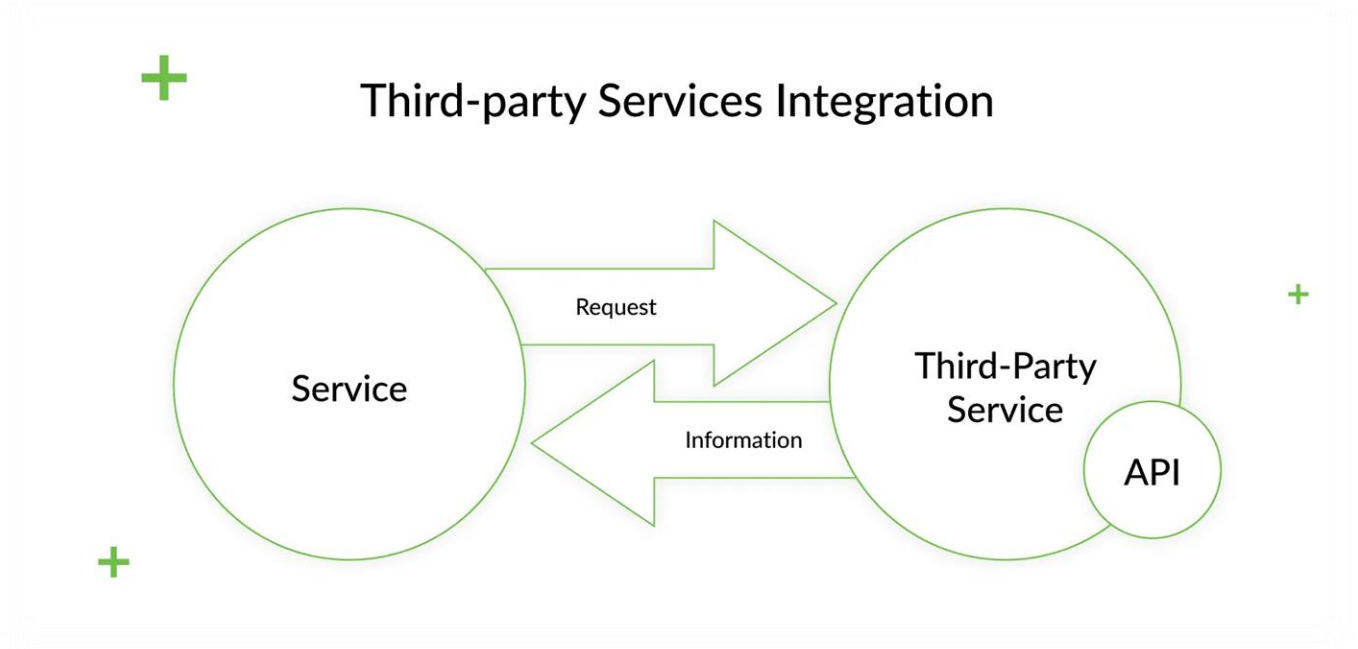 Third-party Services Integration
Request
Service
Third-Party
Service
Information
API